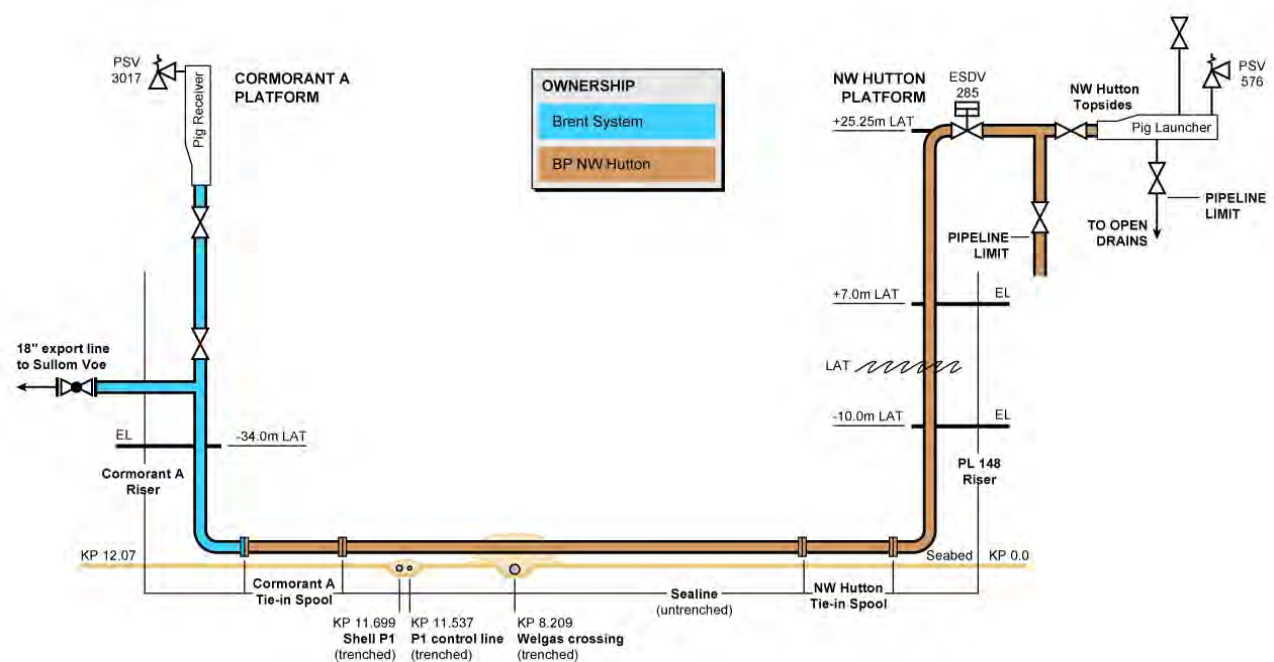 PSV
3017
Pig Receiver
CORMORANT A
PLATFORM
OWNERSHIP
Brent System
BP NW Hutton
NW HUTTON
PLATFORM
ESDV
285
+25.25m LAT
NW Hutton
Topsides
PSV
576
Pig Launcher
PIPELINE
LIMIT
TO OPEN
DRAINS
PIPELINE
LIMIT
+7.0m LAT
EL
18" export line
to Sullom Voe
LAT
-10.0m LAT
EL
EL
-34.0m LAT
Cormorant A
Riser
PL 148
Riser
KP 12.07
Seabed
KP 0.0
Cormorant A
Tie-in Spool
Sealine
(untrenched)
NW Hutton
Tie-in Spool
KP 11.699
Shell P1
(trenched)
KP 11.537
P1 control line
(trenched)
KP 8.209
Welgas crossing
(trenched)